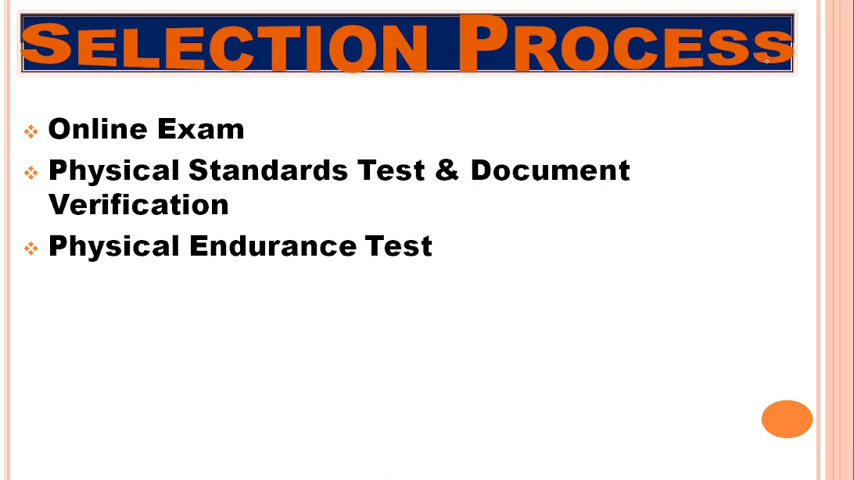 SELECTION PROCESS
Online Exam
Physical Standards Test & Document
Verification
Physical Endurance Test